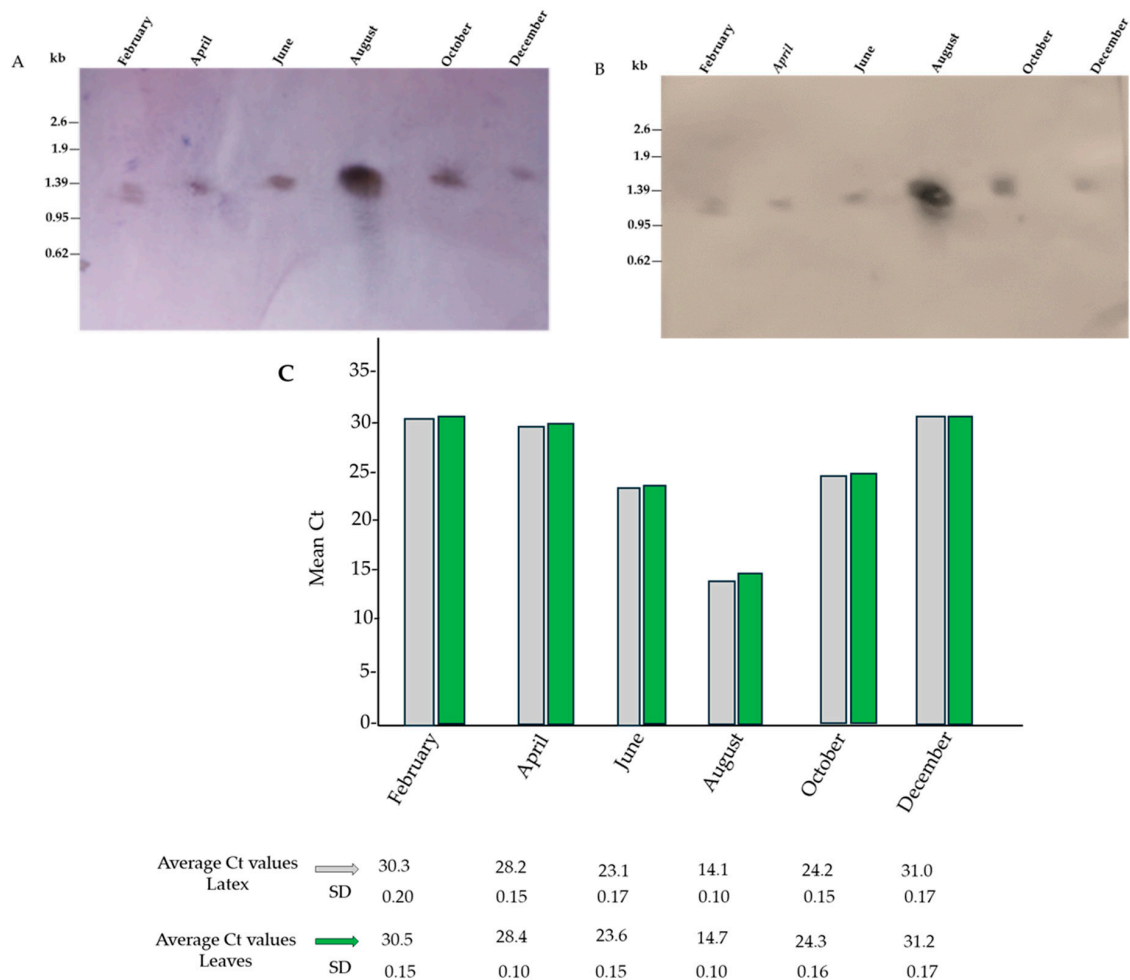 A
kb
February
April
June
August
October
December
2.6
1.9
1.39
0.95
0.62
B
kb
February
April
June
August
October
December
2.6
1.9
1.39
0.95
0.62
C
Mean Ct
35
30
25
20
15
10
5
0
February
April
June
August
October
December
Average Ct values
Latex
30.3 28.2 23.1 14.1 24.2 31.0
SD 0.20 0.15 0.17 0.10 0.15 0.17
Average Ct values
Leaves
30.5 28.4 23.6 14.7 24.3 31.2
SD 0.15 0.10 0.15 0.10 0.16 0.17